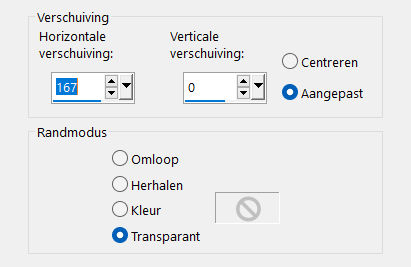 Verschuiving
Horizontale verschuiving:
Verticale verschuiving:
167
0
Centreren
Aangepast
Randmodus
Omloop
Herhalen
Kleur
Transparant